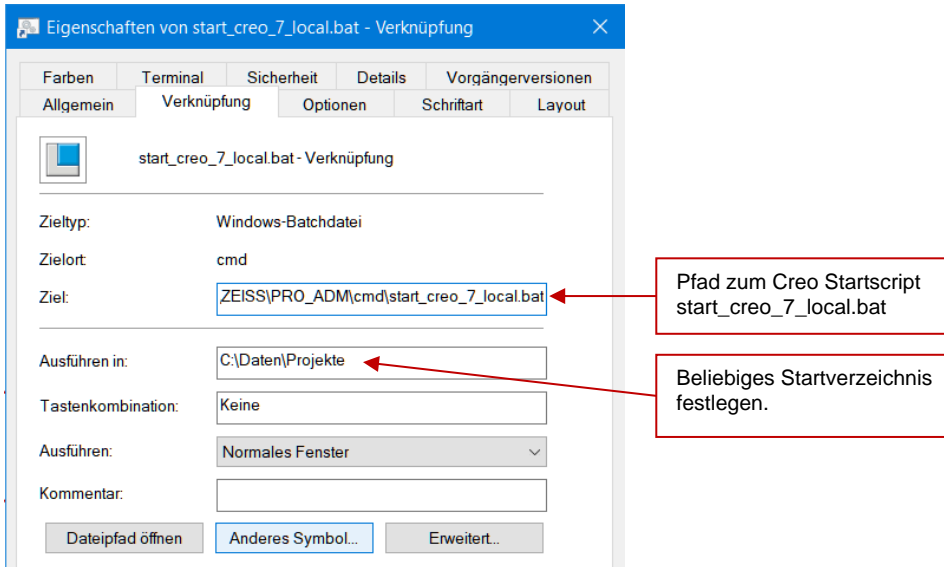 Eigenschaften von start_creo_7_local.bat - Verknüpfung
Farben Terminal Sicherheit Details Vorgängerversionen
Allgemein Verknüpfung Optionen Schriftart Layout
start_creo_7_local.bat - Verknüpfung
Zieltyp: Windows-Batchdatei
Zielort: cmd
Ziel: ZEISS\PRO_ADM\cmd\start_creo_7_local.bat
Pfad zum Creo Startscript
start_creo_7_local.bat
Ausführen in: C:\Daten\Projekte
Beliebiges Startverzeichnis
festlegen.
Tastenkombination: Keine
Ausführen: Normales Fenster
Kommentar:
Dateipfad öffnen Anderes Symbol... Erweitert...